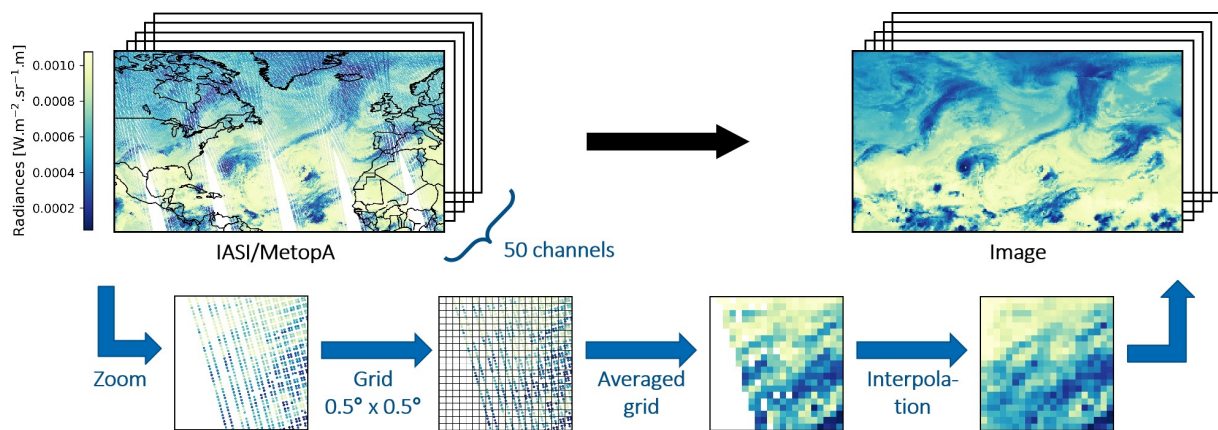 0.0010
0.0008
0.0006
0.0004
0.0002
Radiances [W.m⁻².sr⁻¹.m]
IASI/MetopA
50 channels
Image
Zoom
Grid
0.5° x 0.5°
Averaged
grid
Interpola-
tion